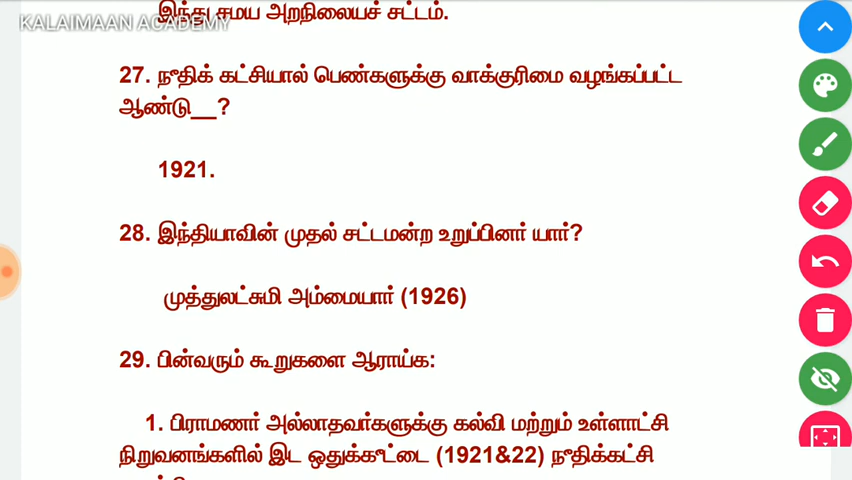 இந்து சமய அறநிலையச் சட்டம்.
KALAIMAAN ACADEMY
27. நீதிக் கட்சியால் பெண்களுக்கு வாக்குரிமை வழங்கப்பட்ட
ஆண்டு__?
1921.
28. இந்தியாவின் முதல் சட்டமன்ற உறுப்பினர் யார்?
முத்துலட்சுமி அம்மையார் (1926)
29. பின்வரும் கூறுகளை ஆராய்க:
1. பிராமணர் அல்லாதவர்களுக்கு கல்வி மற்றும் உள்ளாட்சி
நிறுவனங்களில் இட ஒதுக்கீட்டை (1921&22) நீதிக்கட்சி